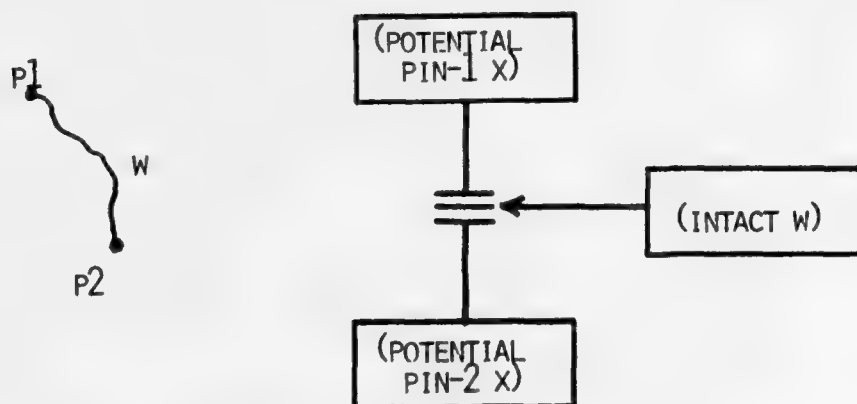 P1
W
P2
(POTENTIAL
PIN-1 X)
(INTACT W)
(POTENTIAL
PIN-2 X)